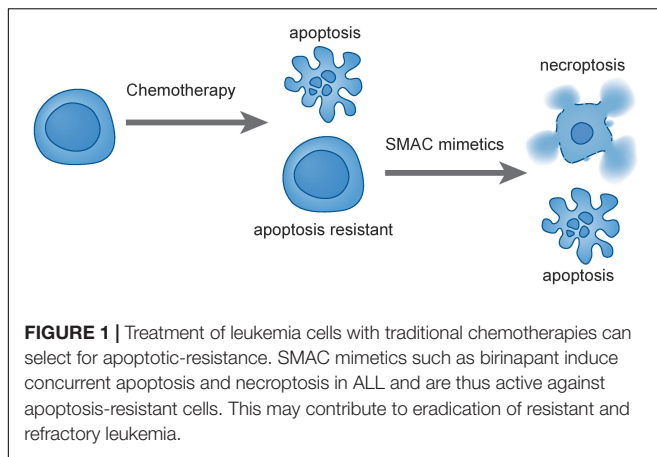 apoptosis
necroptosis
Chemotherapy
SMAC mimetics
apoptosis resistant
apoptosis
FIGURE 1 | Treatment of leukemia cells with traditional chemotherapies can
select for apoptotic-resistance. SMAC mimetics such as birinapant induce
concurrent apoptosis and necroptosis in ALL and are thus active against
apoptosis-resistant cells. This may contribute to eradication of resistant and
refractory leukemia.